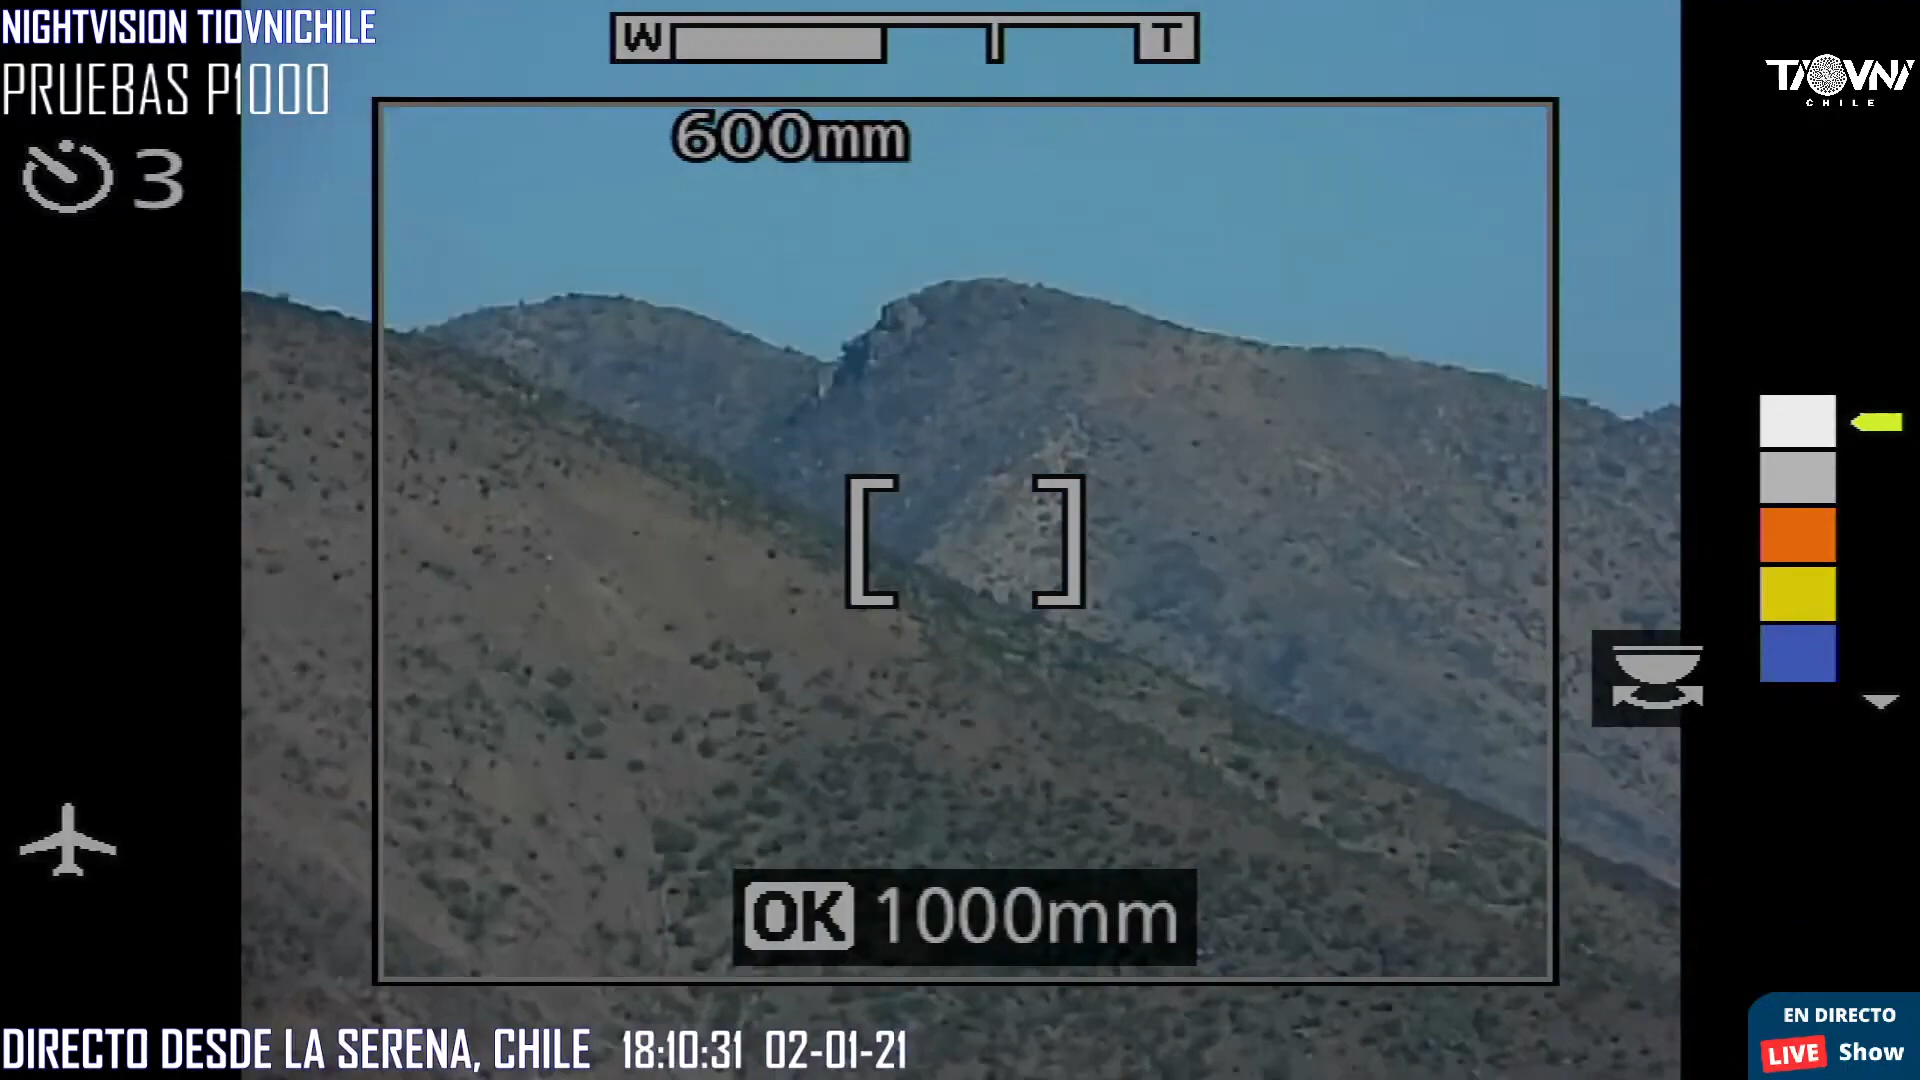 NIGHTVISION TIOVNICHILE
PRUEBAS P1000
W T
TIOVNI
CHILE
600mm
3
OK 1000mm
DIRECTO DESDE LA SERENA, CHILE 18:10:31 02-01-21
EN DIRECTO
LIVE Show